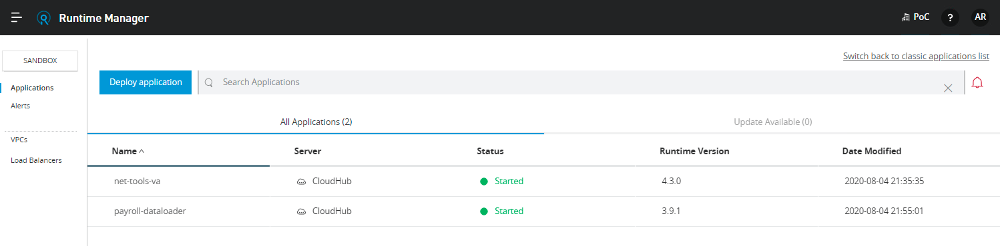 Runtime Manager PoC ? AR
SANDBOX
Applications
Alerts
VPCs
Load Balancers
Switch back to classic applications list
Deploy application Search Applications
All Applications (2) Update Available (0)
Name Server Status Runtime Version Date Modified
net-tools-va CloudHub Started 4.3.0 2020-08-04 21:35:35
payroll-dataloader CloudHub Started 3.9.1 2020-08-04 21:55:01